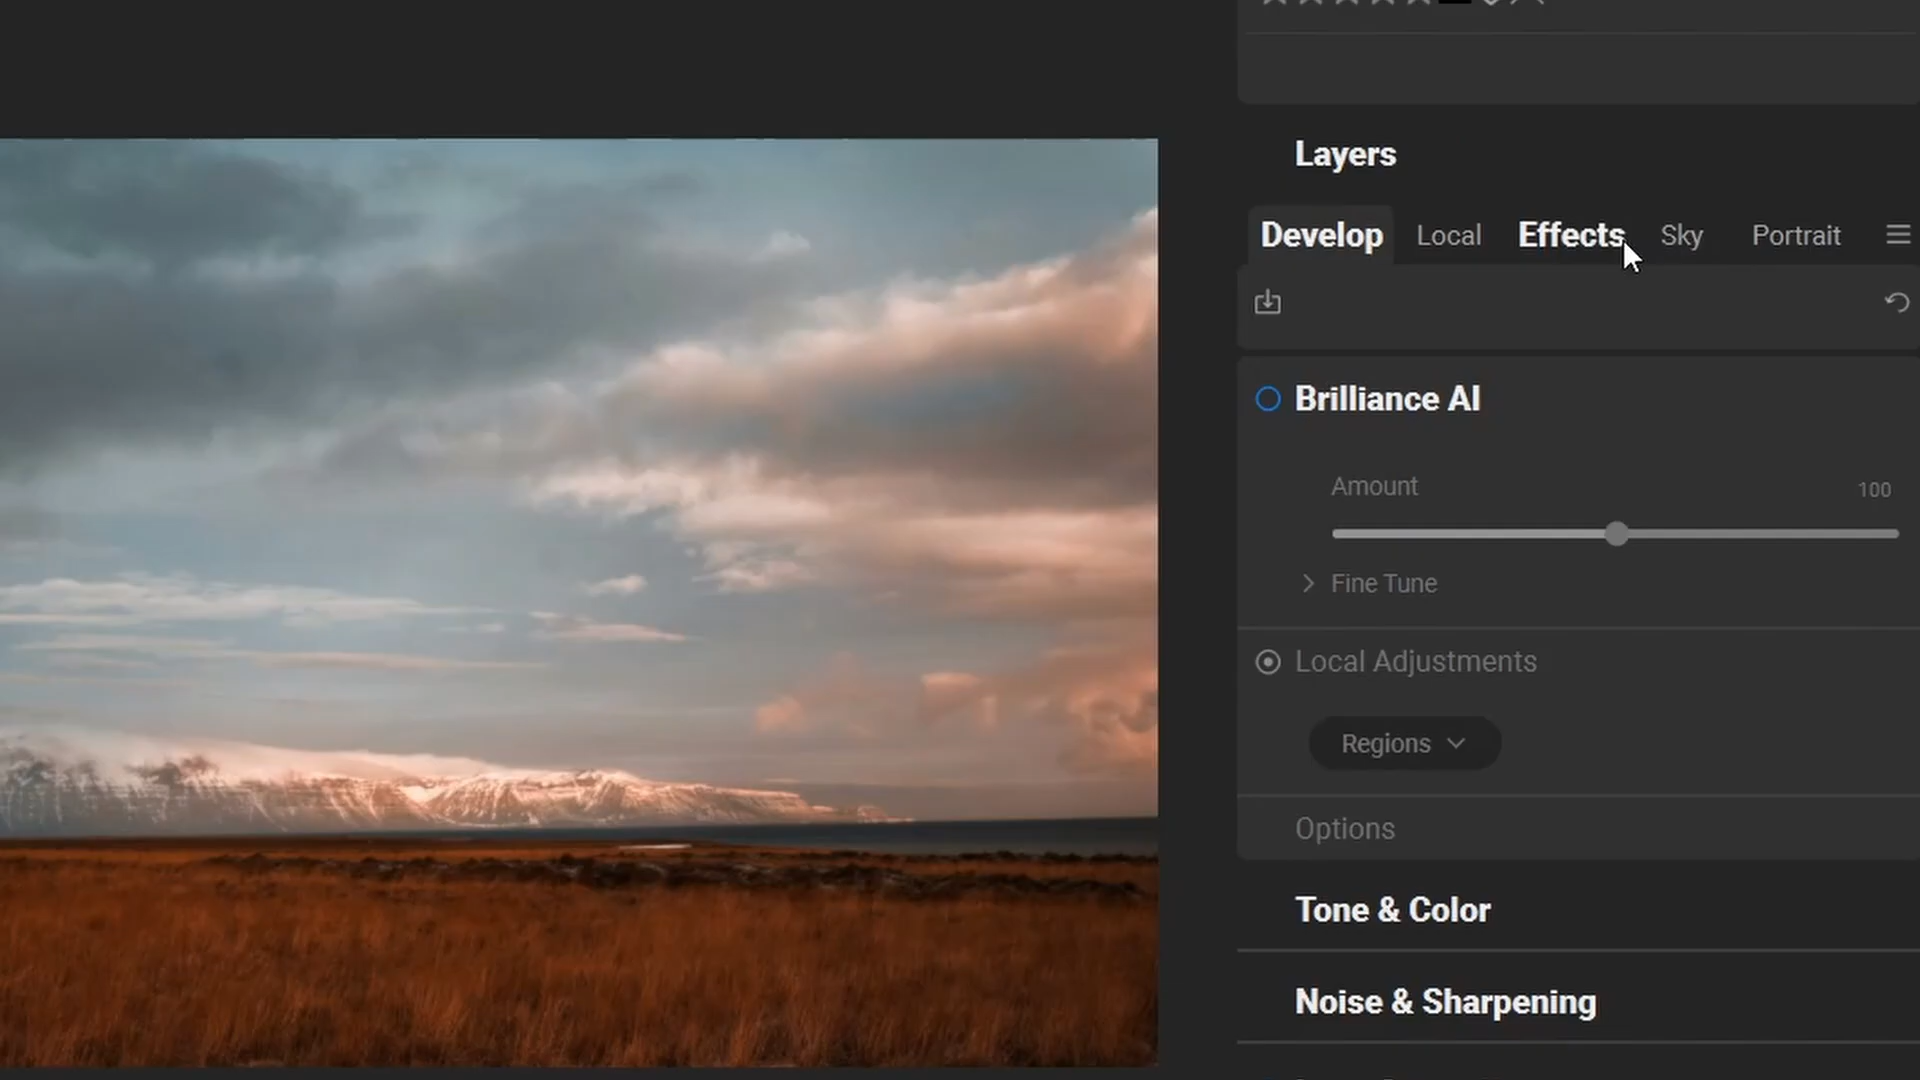 Layers
Develop Local Effects Sky Portrait
Brilliance AI
Amount 100
Fine Tune
Local Adjustments
Regions
Options
Tone & Color
Noise & Sharpening